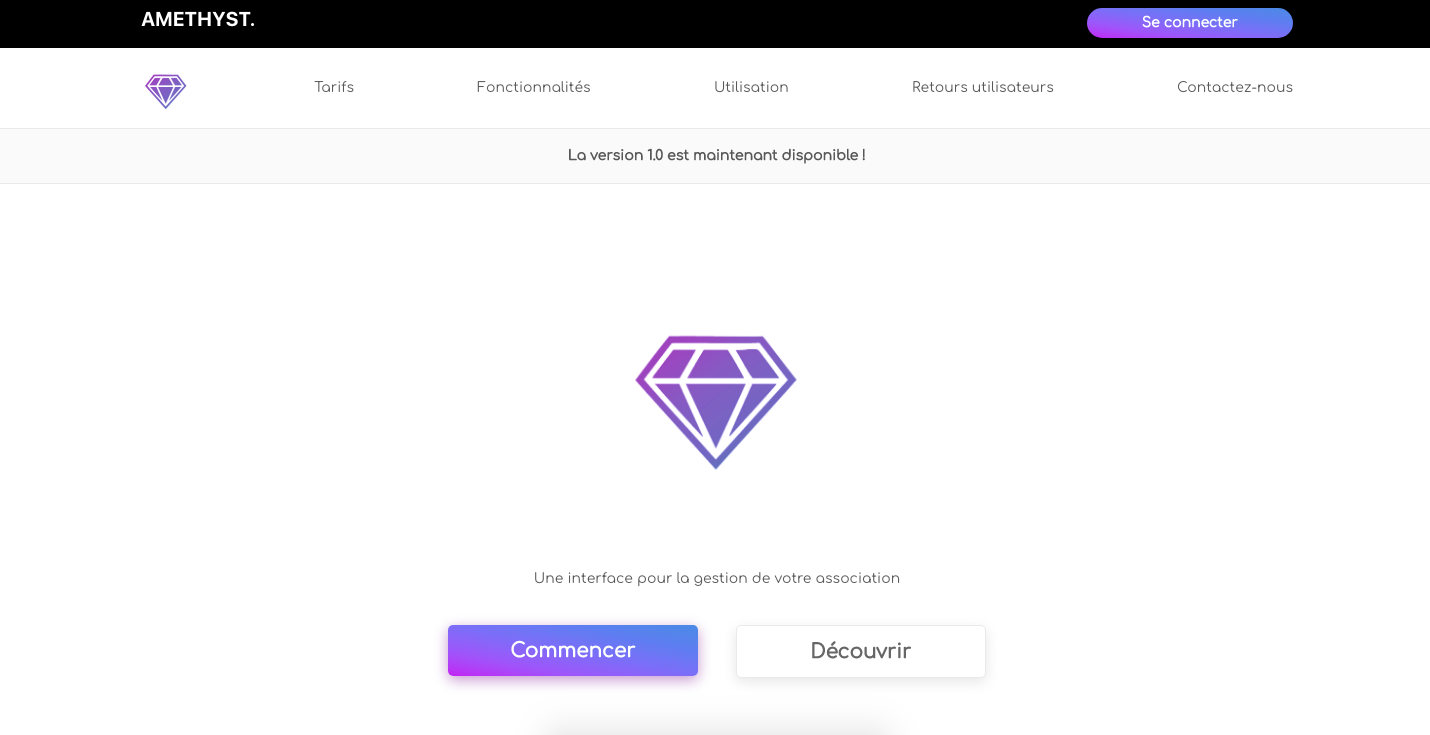 AMETHYST.
Se connecter
Tarifs
Fonctionnalités
Utilisation
Retours utilisateurs
Contactez-nous
La version 1.0 est maintenant disponible !
Une interface pour la gestion de votre association
Commencer
Découvrir